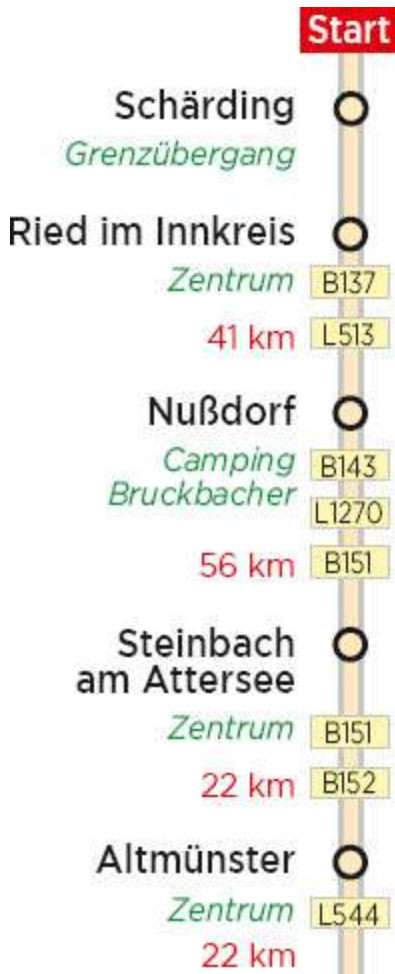 Start
Schärding
Grenzübergang
Ried im Innkreis
Zentrum B137
41 km L513
Nußdorf
Camping B143
Bruckbacher L1270
56 km B151
Steinbach
am Attersee
Zentrum B151
22 km B152
Altmünster
Zentrum L544
22 km